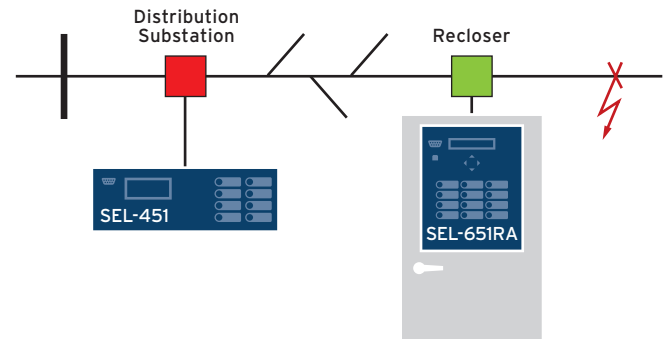 Distribution
Substation
Recloser
SEL-451
SEL-651RA